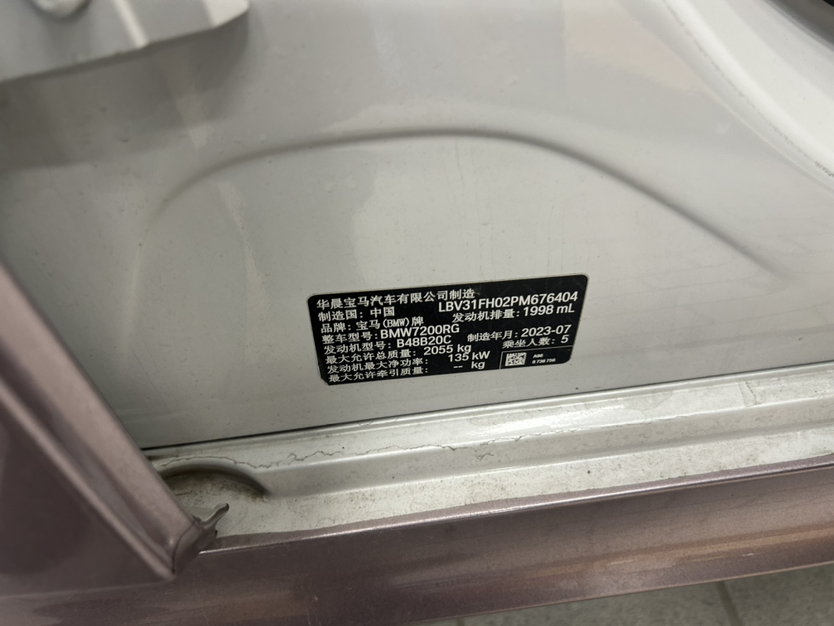 华晨宝马汽车有限公司制造
制造国：中国 LBV31FH02PM676404
品牌：宝马(BMW)牌 发动机排量：1998 mL
整车型号：BMW7200RG
发动机型号：B48B20C 制造年月：2023-07
最大允许总质量：2055 kg 乘坐人数：5
发动机最大净功率：135 kW
最大允许牵引质量：-- kg